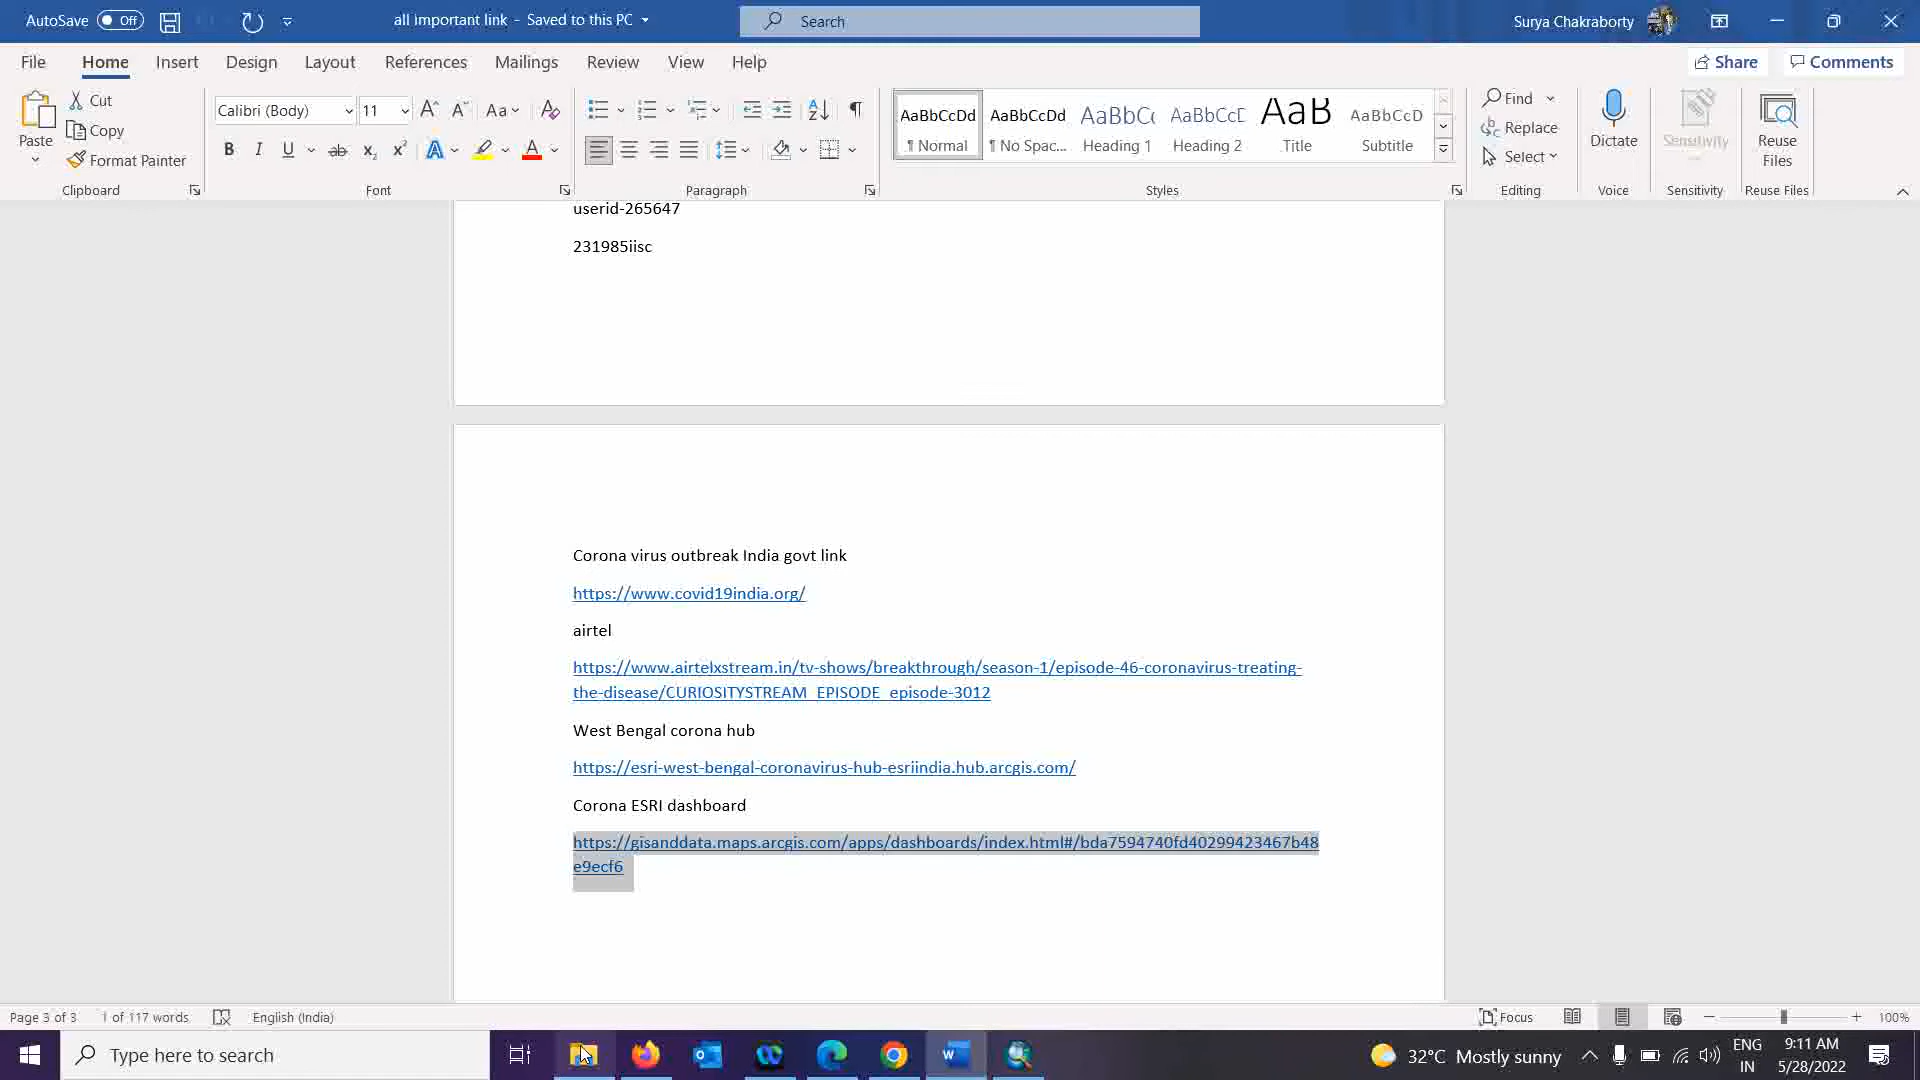 AutoSave Off all important link - Saved to this PC Search Surya Chakraborty
File Home Insert Design Layout References Mailings Review View Help Share Comments
Paste
Cut
Copy
Format Painter
Clipboard
Calibri (Body) 11
Font
Paragraph
AaBbCcDd AaBbCcDd AaBbCc AaBbCcD AaB AaBbCcD
¶ Normal ¶ No Spac... Heading 1 Heading 2 Title Subtitle
Styles
Find
Replace
Select
Editing
Dictate
Voice
Sensitivity
Sensitivity
Reuse
Files
Reuse Files
userid-265647
231985iisc
Corona virus outbreak India govt link
https://www.covid19india.org/
airtel
https://www.airtelxstream.in/tv-shows/breakthrough/season-1/episode-46-coronavirus-treating-
the-disease/CURIOSITYSTREAM_EPISODE_episode-3012
West Bengal corona hub
https://esri-west-bengal-coronavirus-hub-esriindia.hub.arcgis.com/
Corona ESRI dashboard
https://gisanddata.maps.arcgis.com/apps/dashboards/index.html#/bda7594740fd40299423467b48
e9ecf6
Page 3 of 3 1 of 117 words English (India) Focus 100%
Type here to search 32°C Mostly sunny
ENG
IN
9:11 AM
5/28/2022